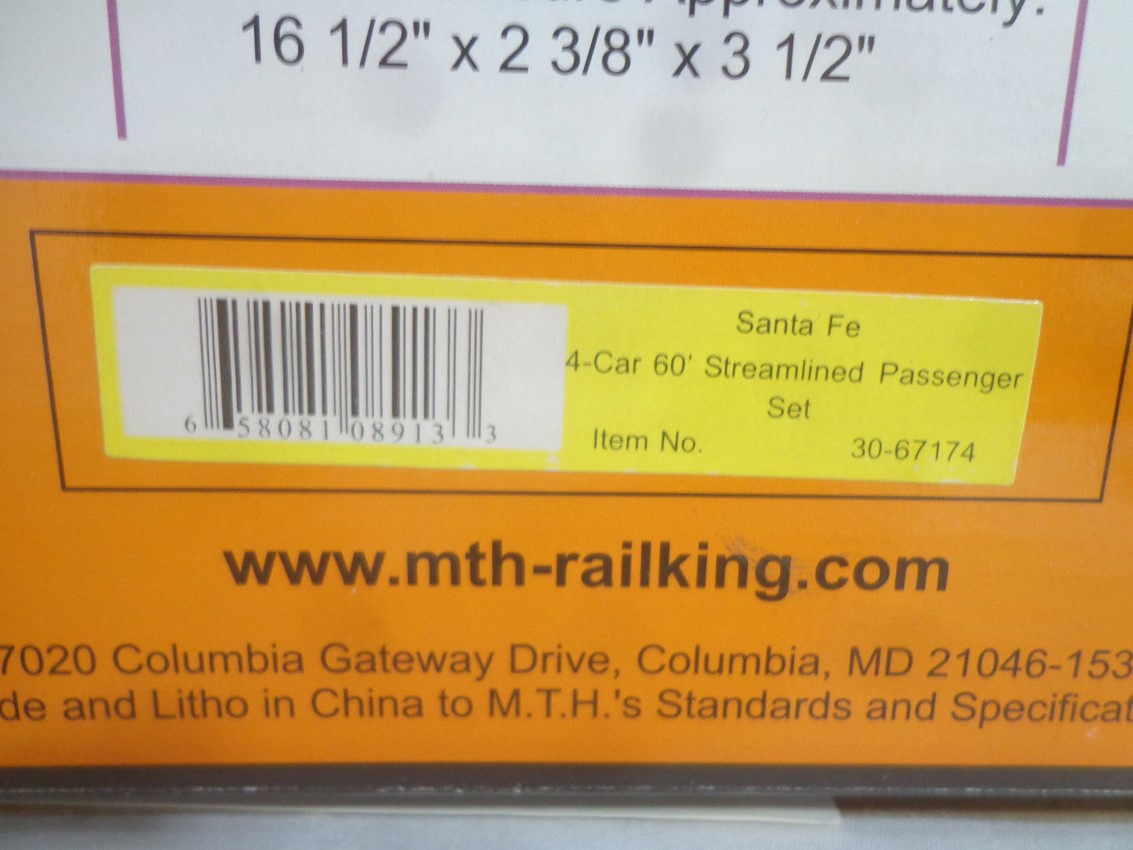 Approximately:
16 1/2" x 2 3/8" x 3 1/2"
Santa Fe
4-Car 60' Streamlined Passenger
Set
Item No. 30-67174
6 58081 08913 3
www.mth-railking.com
7020 Columbia Gateway Drive, Columbia, MD 21046-153
de and Litho in China to M.T.H.'s Standards and Specificat